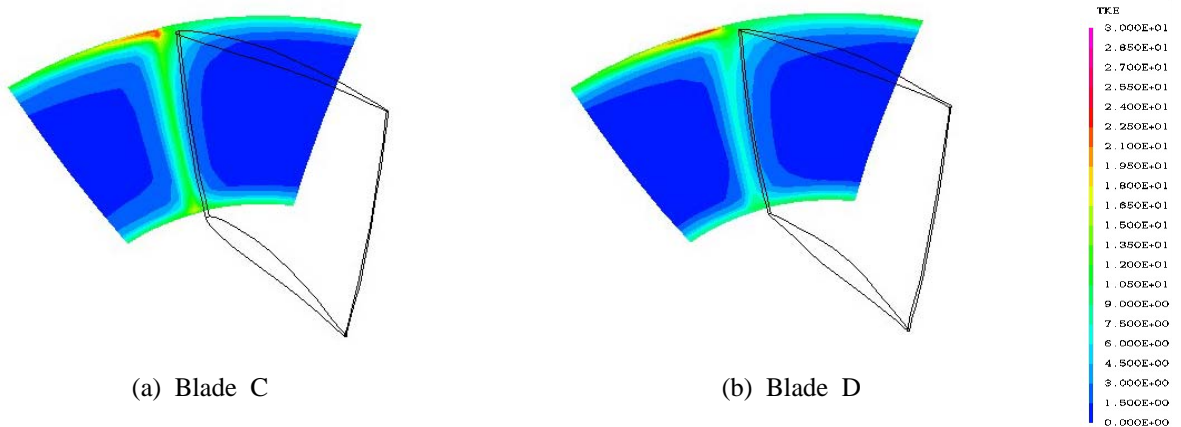 TKE
3.000E+01
2.850E+01
2.700E+01
2.550E+01
2.400E+01
2.250E+01
2.100E+01
1.950E+01
1.800E+01
1.650E+01
1.500E+01
1.350E+01
1.200E+01
1.050E+01
9.000E+00
7.500E+00
6.000E+00
4.500E+00
3.000E+00
1.500E+00
0.000E+00
(a) Blade C
(b) Blade D